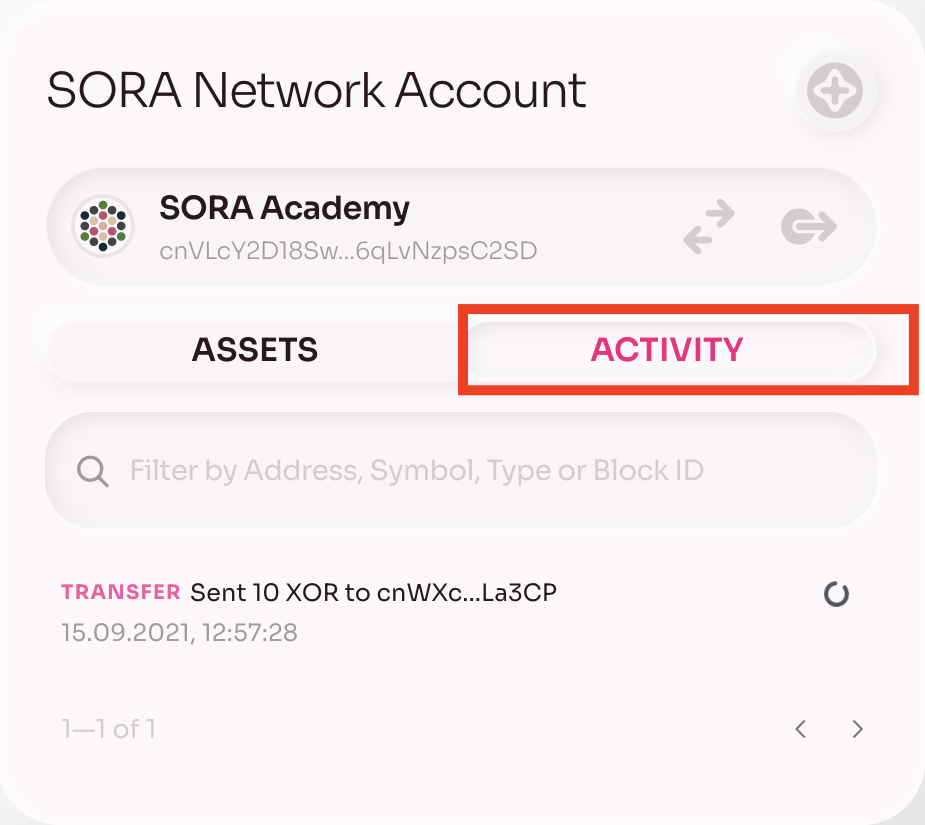 SORA Network Account
SORA Academy
cnVLcY2D18Sw...6qLvNzpsC2SD
ASSETS
ACTIVITY
Filter by Address, Symbol, Type or Block ID
TRANSFER Sent 10 XOR to cnWXc...La3CP
15.09.2021, 12:57:28
1—1 of 1